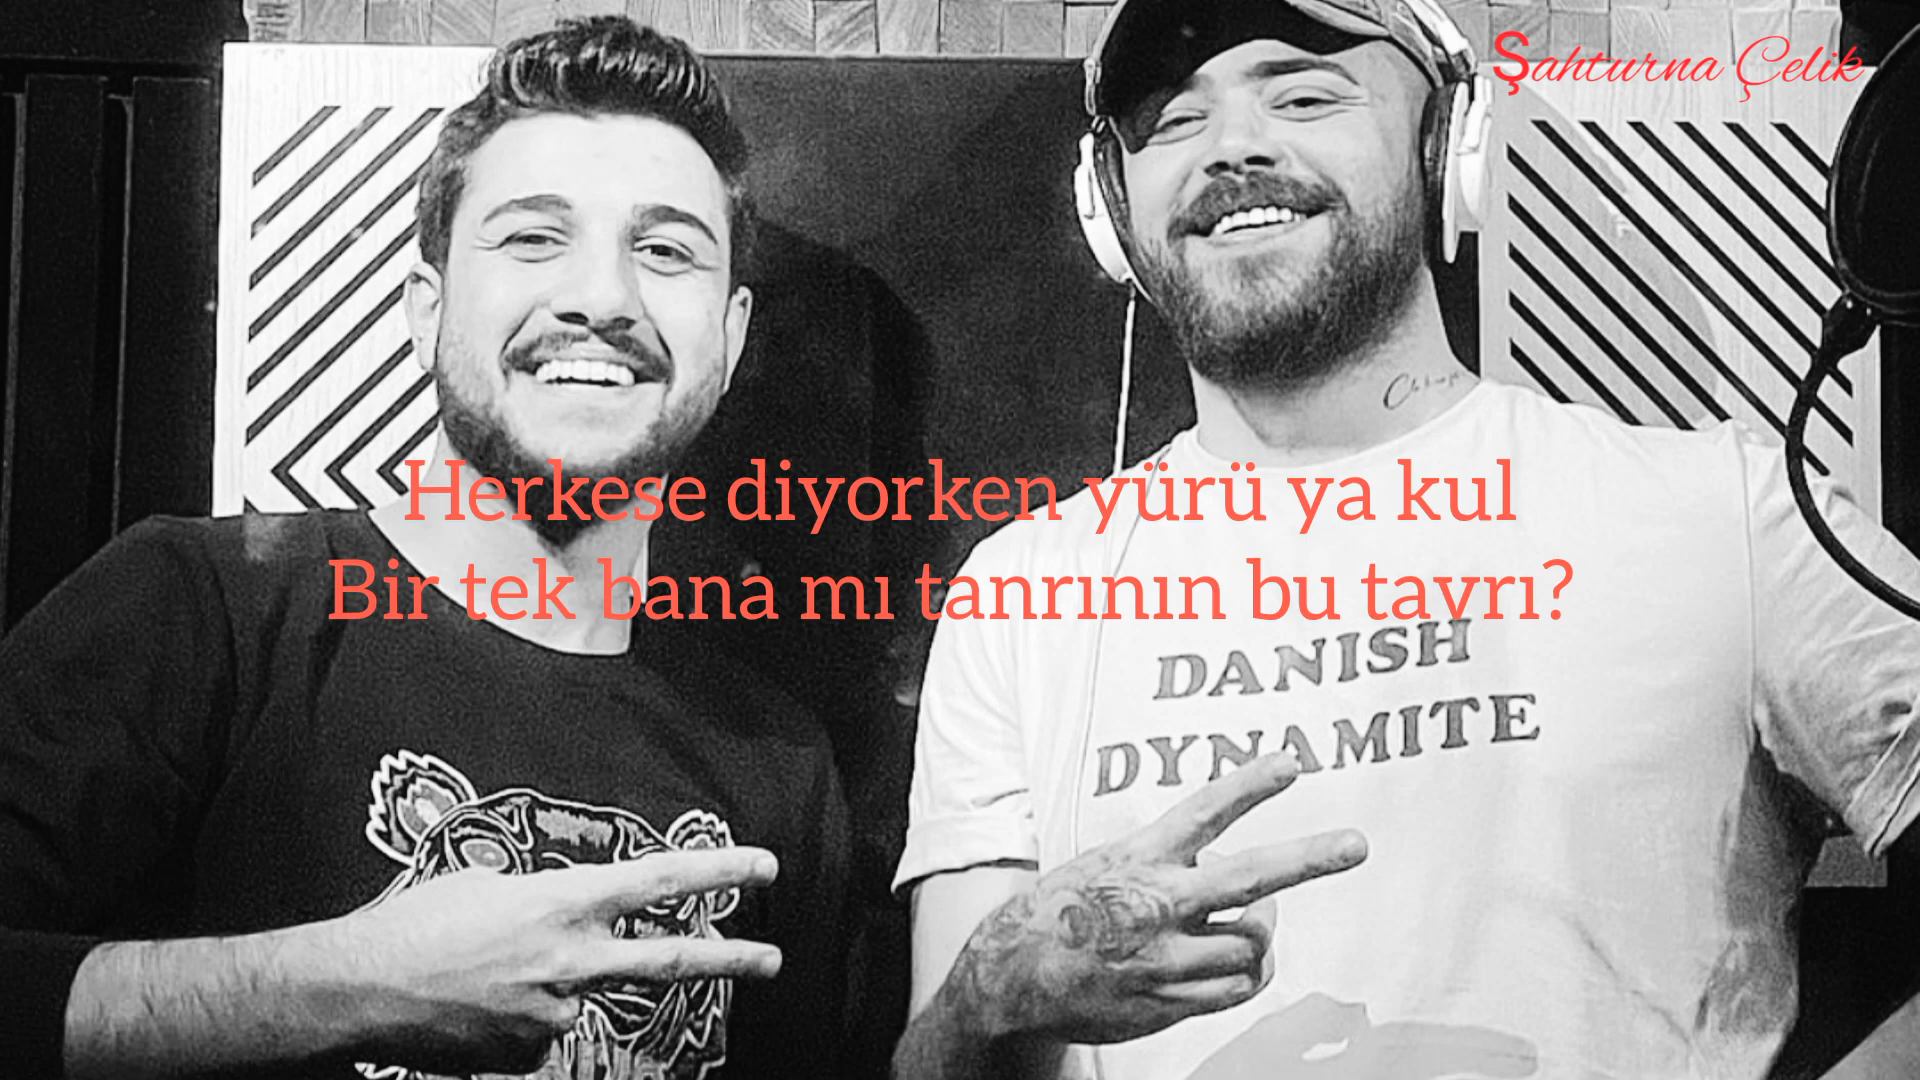 Şahturna Çelik
Herkese diyorken yürü ya kul
Bir tek bana mı tanrının bu tavrı?
DANISH
DYNAMITE